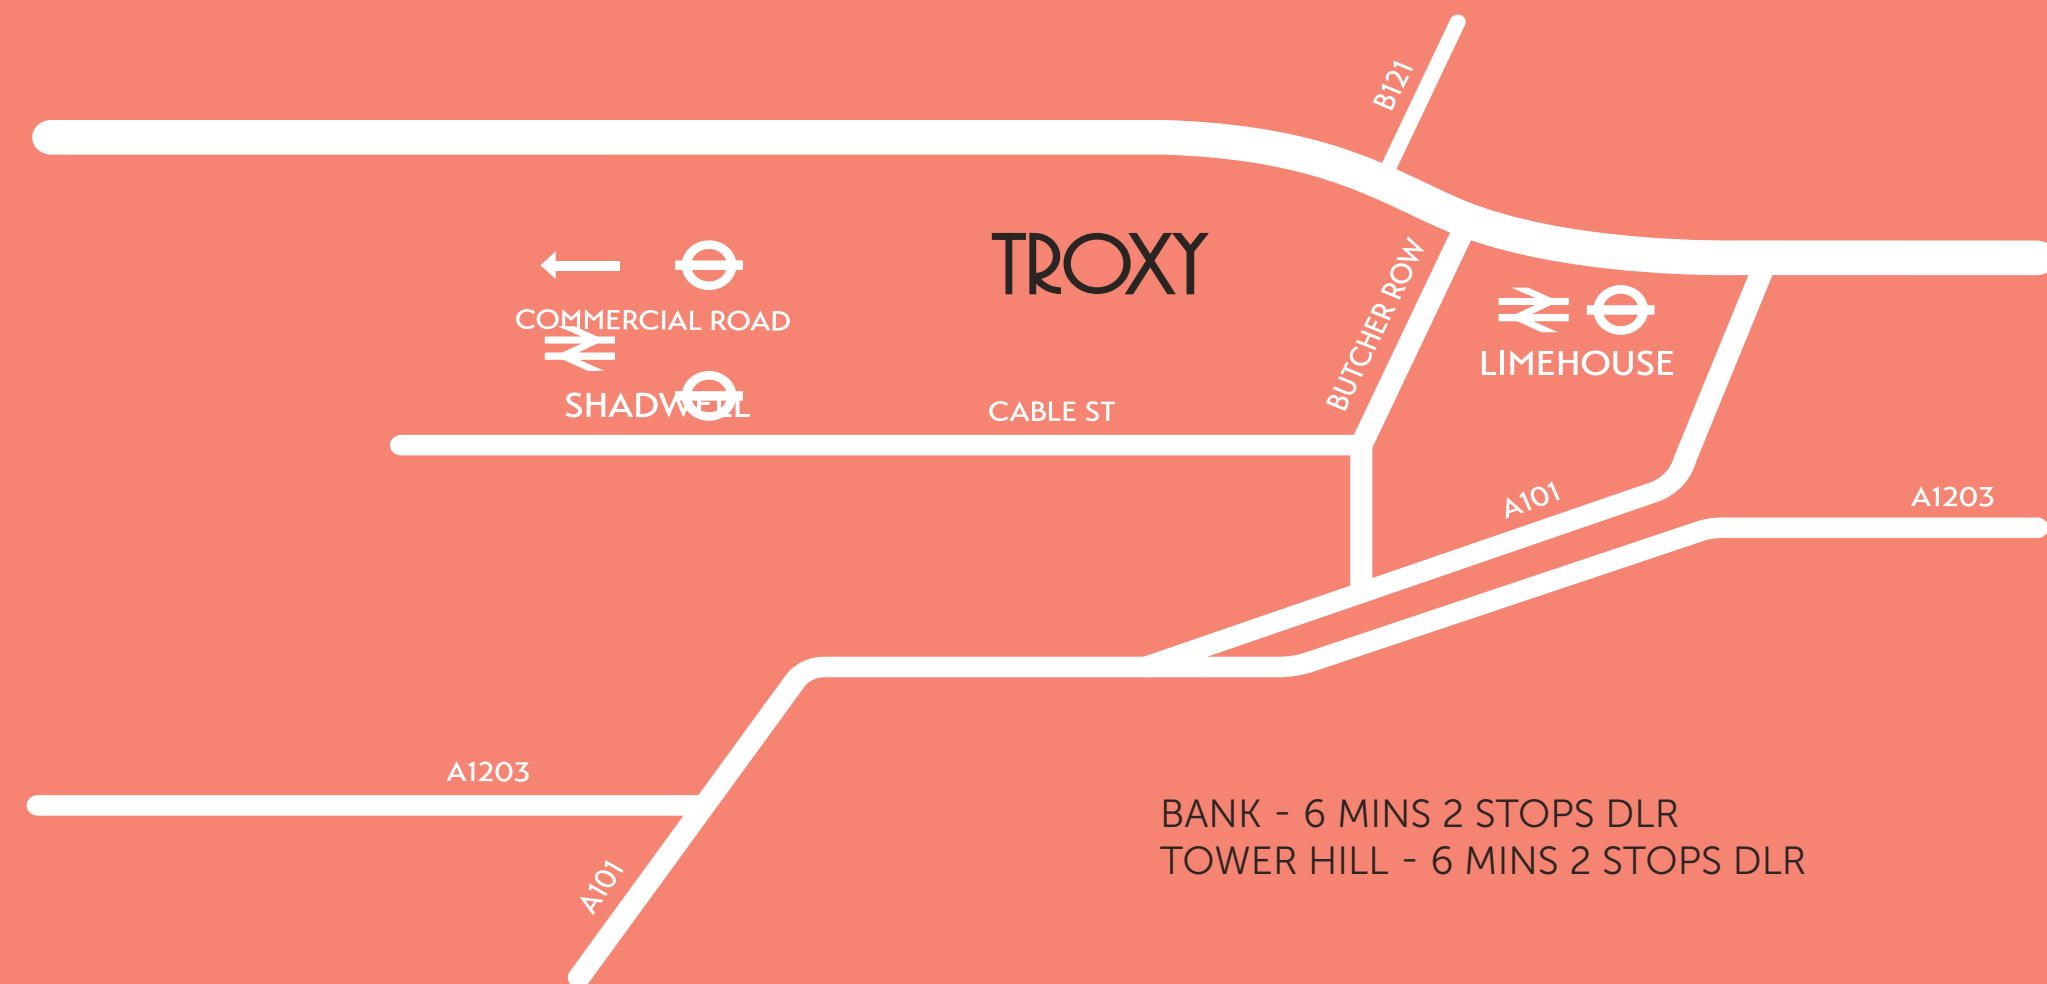 B121
TROXY
COMMERCIAL ROAD
BUTCHER ROW
LIMEHOUSE
SHADWELL
CABLE ST
A101
A1203
A1203
A101
BANK - 6 MINS 2 STOPS DLR
TOWER HILL - 6 MINS 2 STOPS DLR